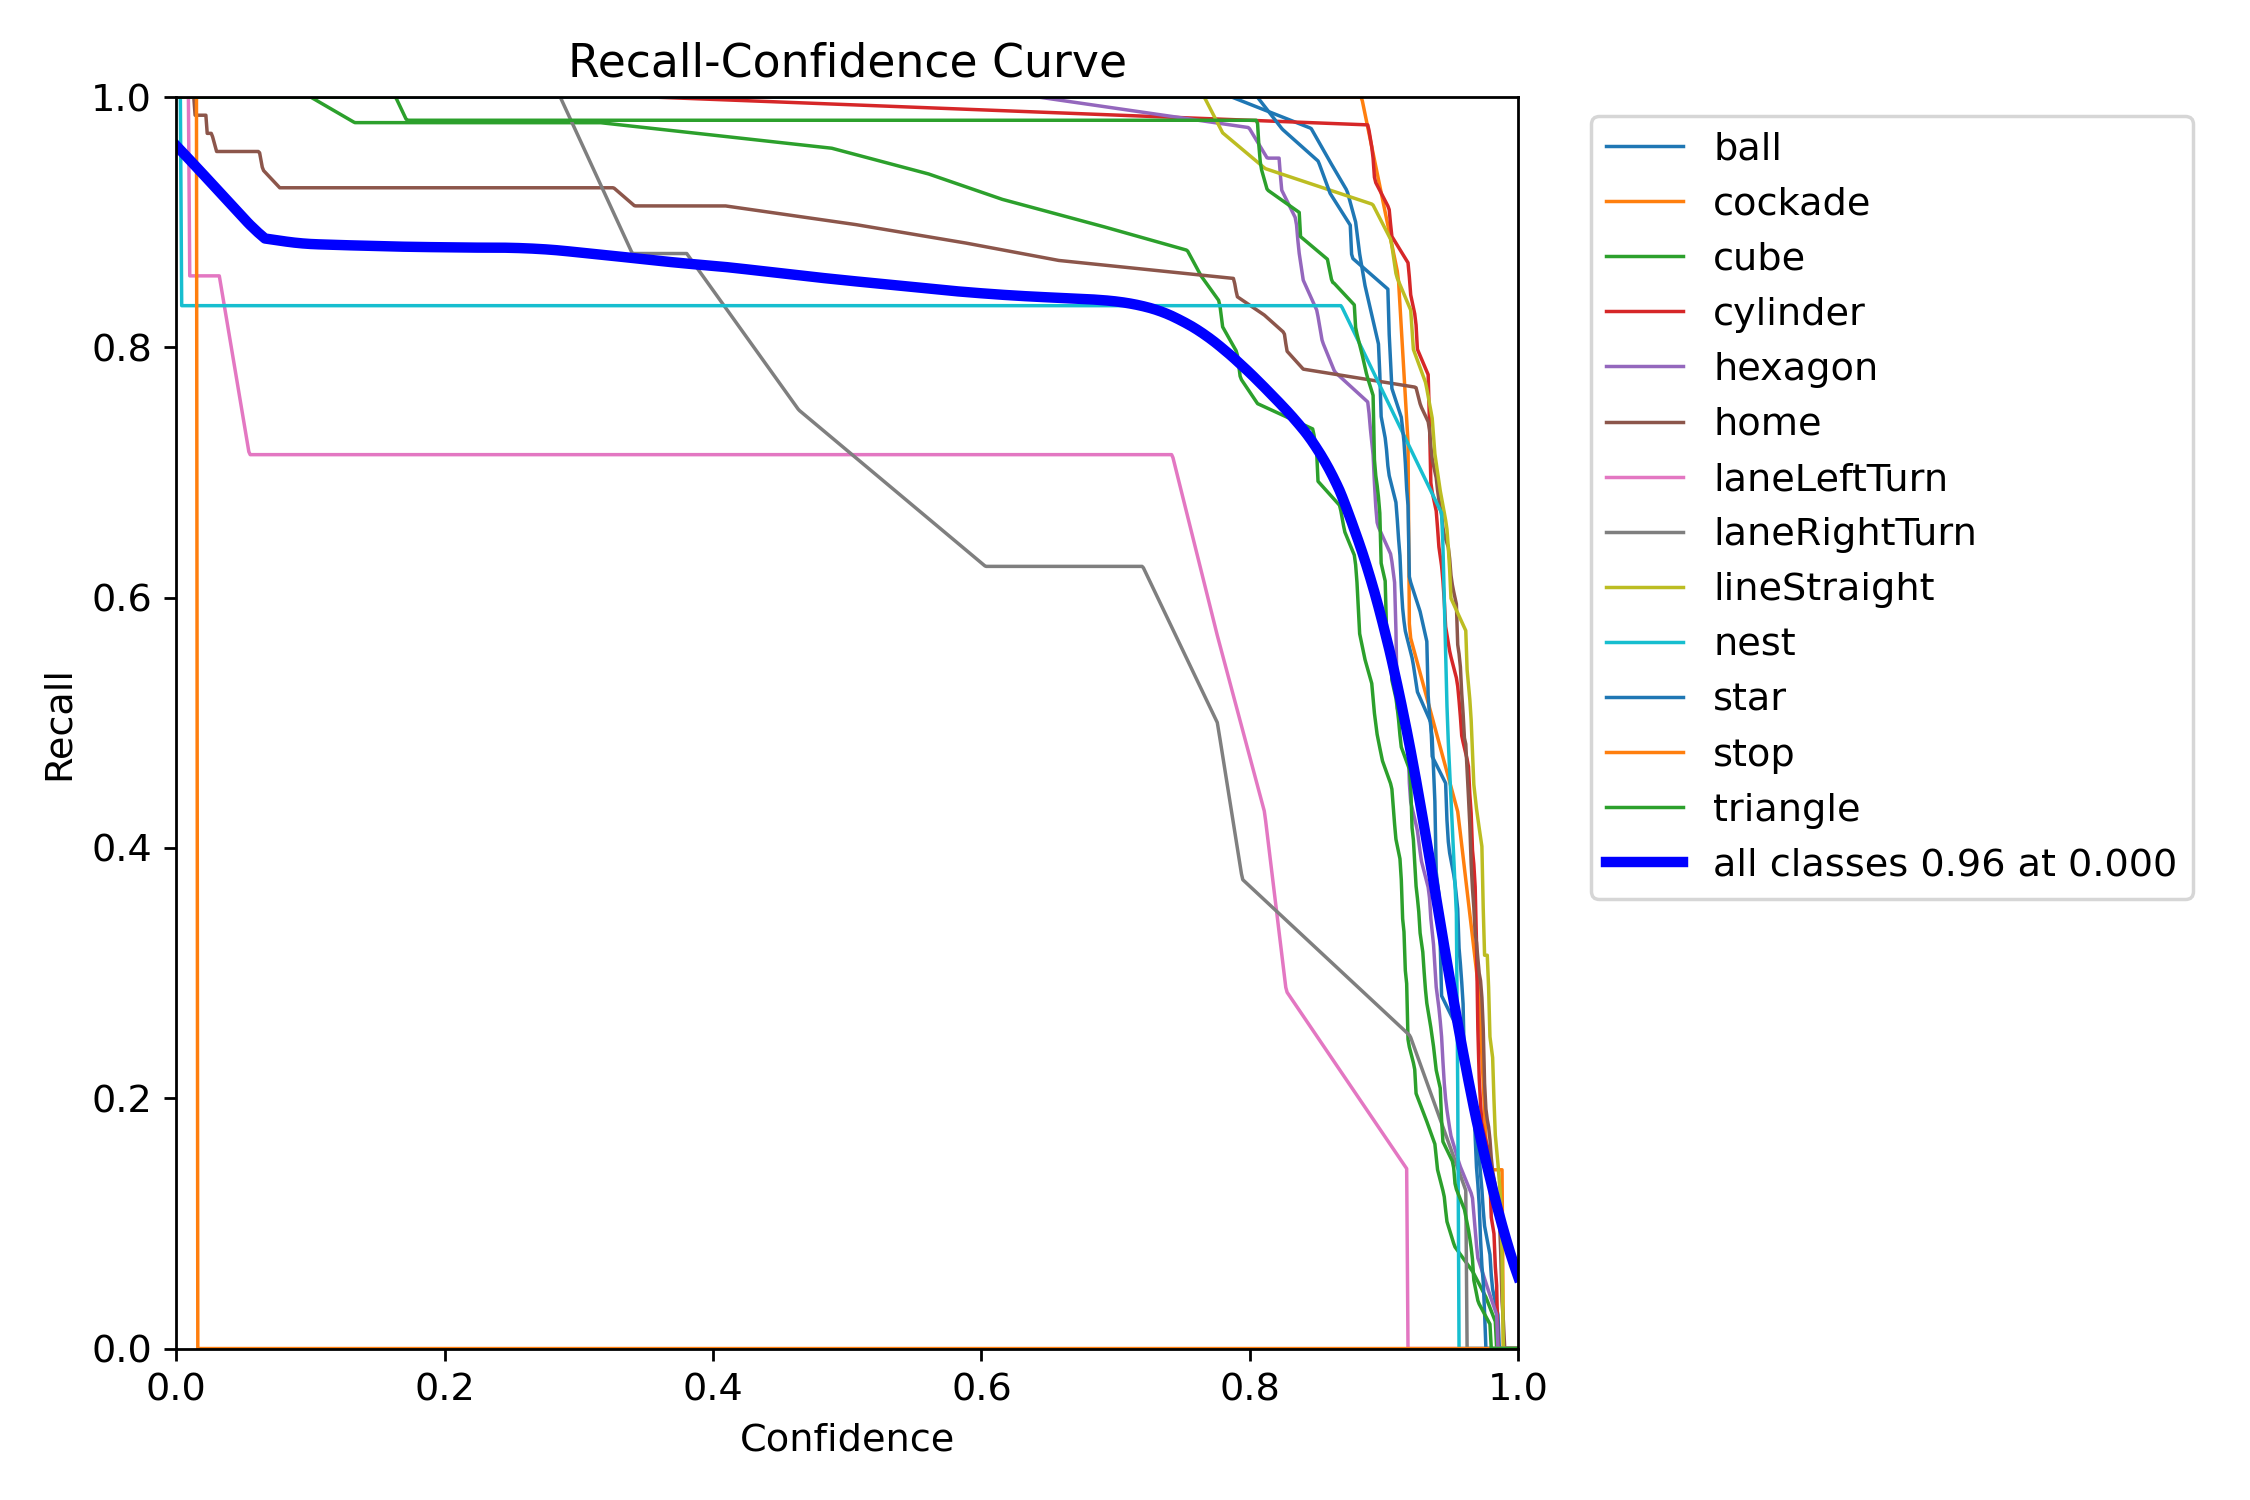 Recall-Confidence Curve
1.0
0.8
0.6
0.4
0.2
0.0
Recall
0.0 0.2 0.4 0.6 0.8 1.0
Confidence
ball
cockade
cube
cylinder
hexagon
home
laneLeftTurn
laneRightTurn
lineStraight
nest
star
stop
triangle
all classes 0.96 at 0.000